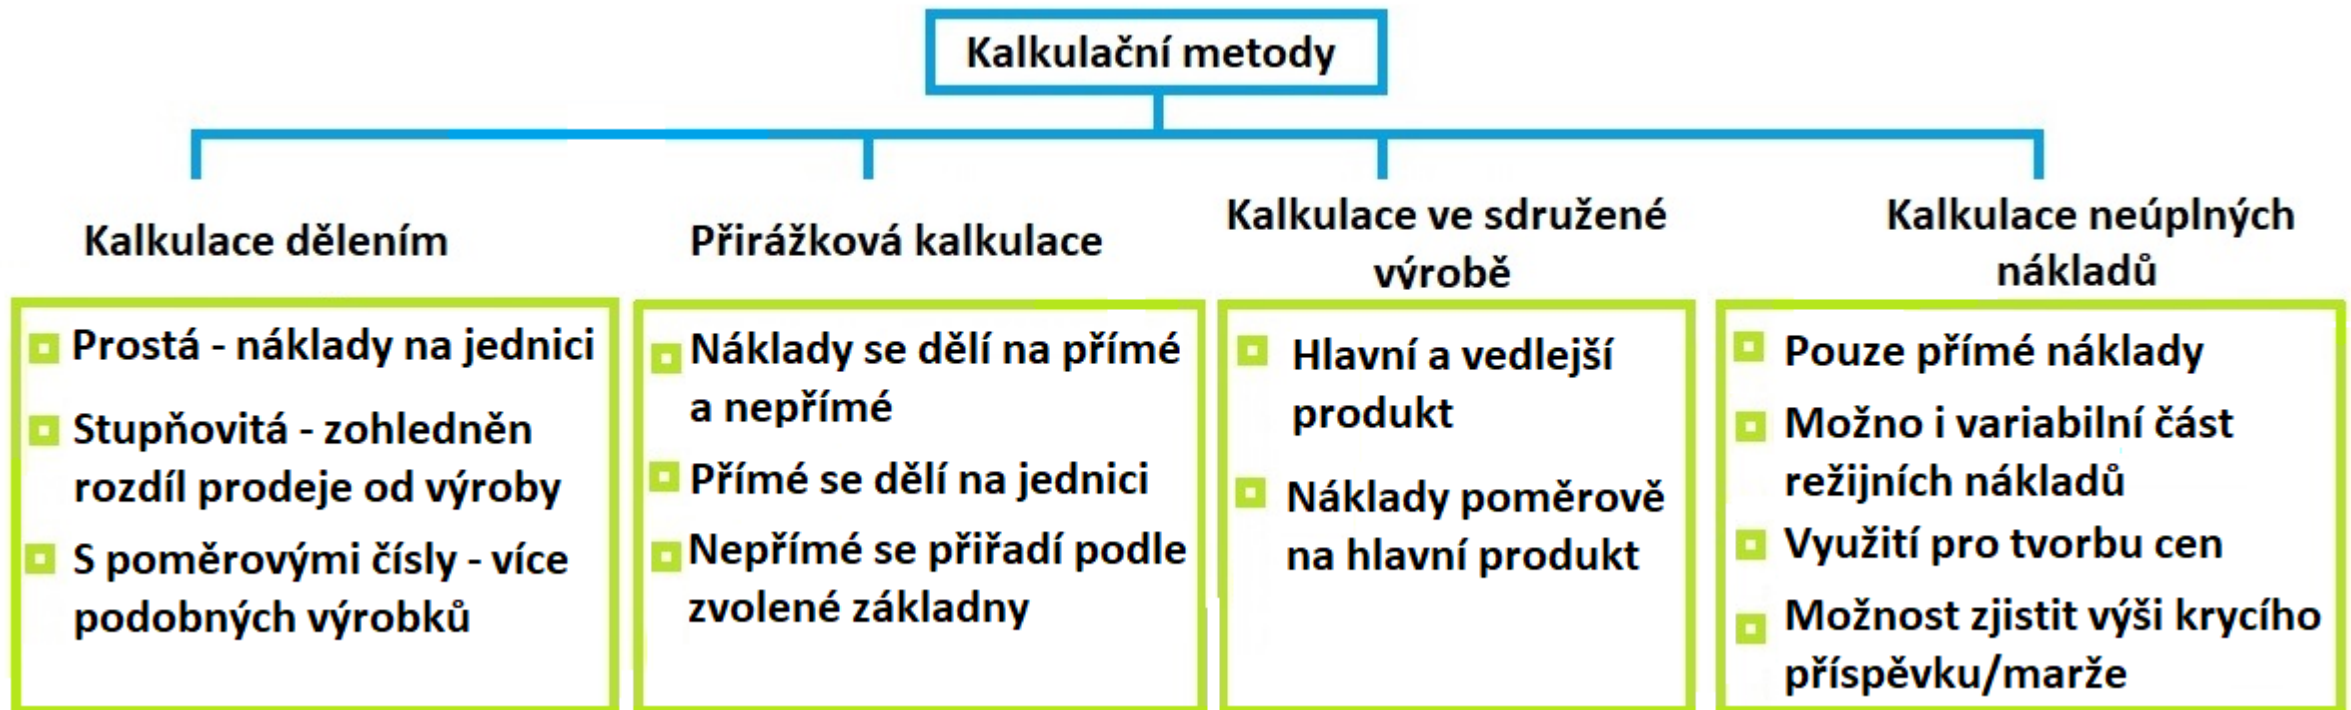 Kalkulační metody
Kalkulace dělením
Prostá - náklady na jednici
Stupňovitá - zohledněn
rozdíl prodeje od výroby
S poměrovými čísly - více
podobných výrobků
Přirážková kalkulace
Náklady se dělí na přímé
a nepřímé
Přímé se dělí na jednici
Nepřímé se přiřadí podle
zvolené základny
Kalkulace ve sdružené
výrobě
Hlavní a vedlejší
produkt
Náklady poměrově
na hlavní produkt
Kalkulace neúplných
nákladů
Pouze přímé náklady
Možno i variabilní část
režijních nákladů
Využití pro tvorbu cen
Možnost zjistit výši krycího
příspěvku/marže